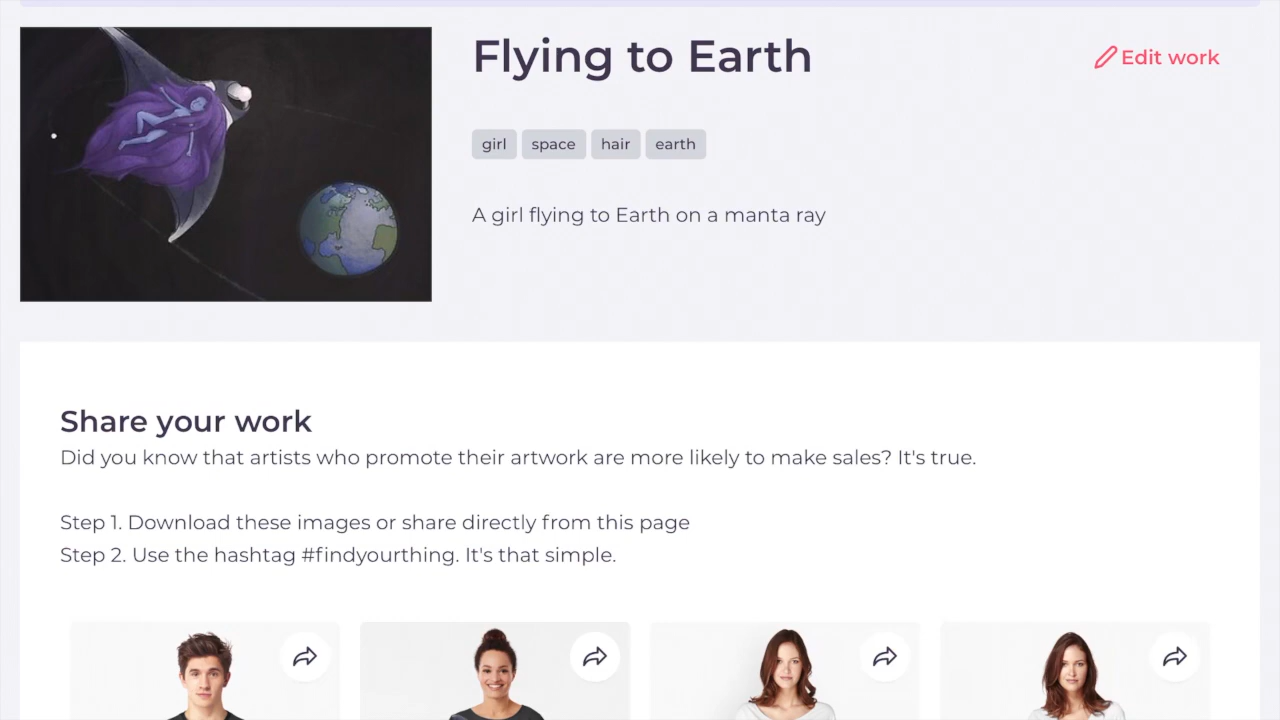 Flying to Earth
Edit work
girl space hair earth
A girl flying to Earth on a manta ray
Share your work
Did you know that artists who promote their artwork are more likely to make sales? It's true.
Step 1. Download these images or share directly from this page
Step 2. Use the hashtag #findyourthing. It's that simple.